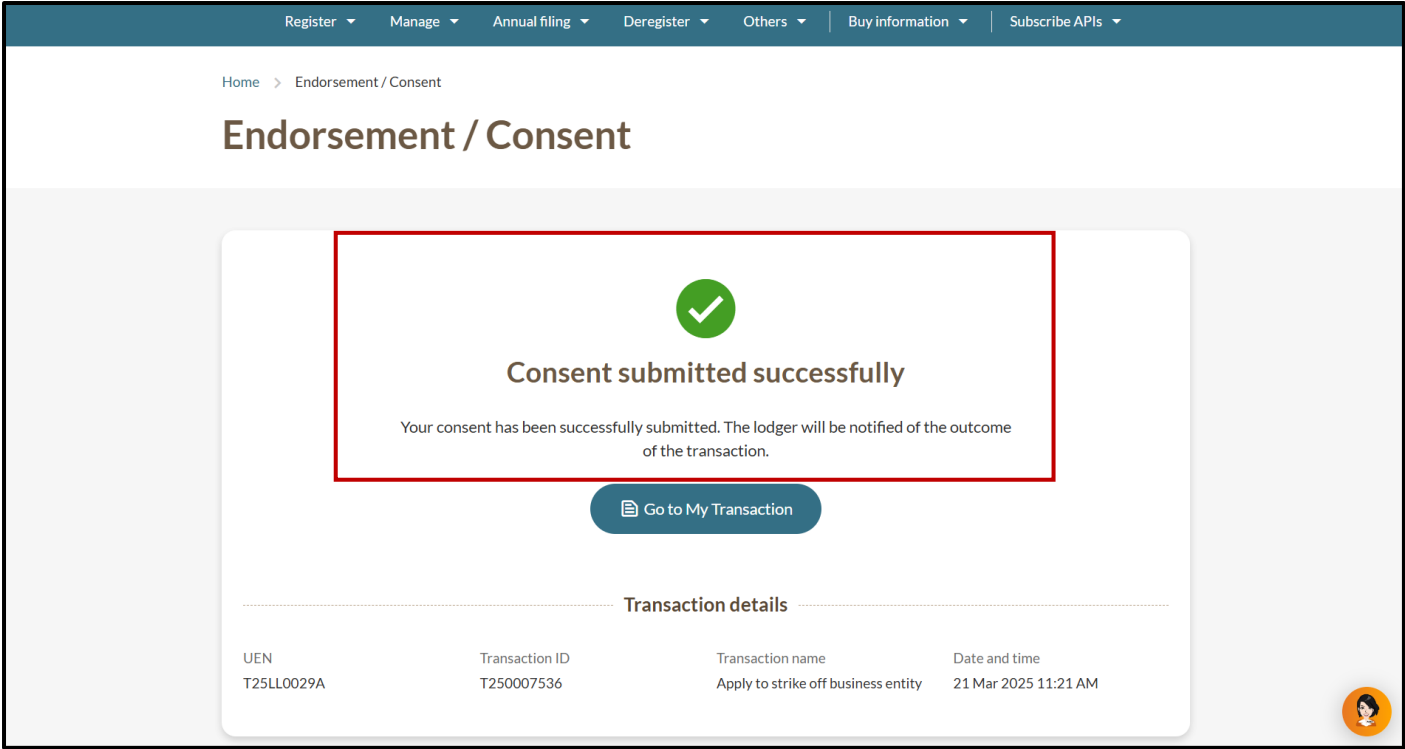 Register Manage Annual filing Deregister Others Buy information Subscribe APIs
Home > Endorsement / Consent
Endorsement / Consent
Consent submitted successfully
Your consent has been successfully submitted. The lodger will be notified of the outcome
of the transaction.
Go to My Transaction
Transaction details
UEN Transaction ID Transaction name Date and time
T25LL0029A T250007536 Apply to strike off business entity 21 Mar 2025 11:21 AM